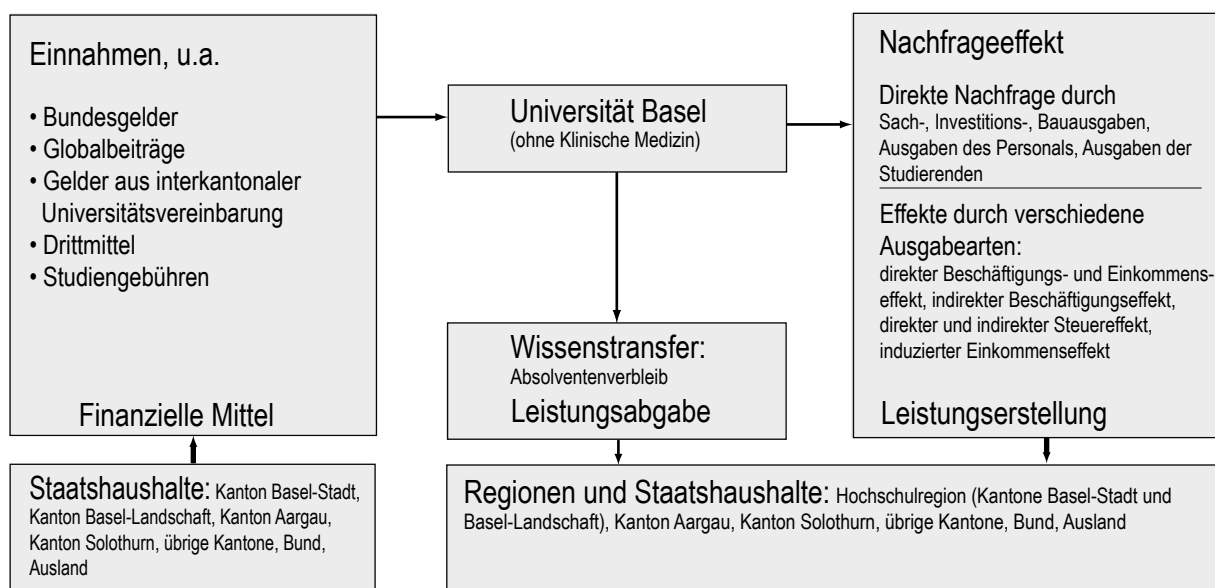 Einnahmen, u.a.
• Bundesgelder
• Globalbeiträge
• Gelder aus interkantonaler
Universitätsvereinbarung
• Drittmittel
• Studiengebühren
Finanzielle Mittel
Staatshaushalte: Kanton Basel-Stadt,
Kanton Basel-Landschaft, Kanton Aargau,
Kanton Solothurn, übrige Kantone, Bund,
Ausland
Universität Basel
(ohne Klinische Medizin)
Wissenstransfer:
Absolventenverbleib
Leistungsabgabe
Nachfrageeffekt
Direkte Nachfrage durch
Sach-, Investitions-, Bauausgaben,
Ausgaben des Personals, Ausgaben der
Studierenden
Effekte durch verschiedene
Ausgabearten:
direkter Beschäftigungs- und Einkommens-
effekt, indirekter Beschäftigungseffekt,
direkter und indirekter Steuereffekt,
induzierter Einkommenseffekt
Leistungserstellung
Regionen und Staatshaushalte: Hochschulregion (Kantone Basel-Stadt und
Basel-Landschaft), Kanton Aargau, Kanton Solothurn, übrige Kantone, Bund, Ausland